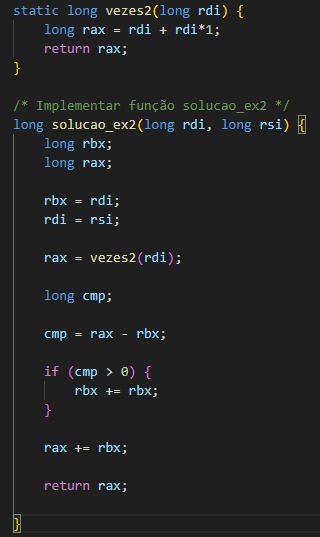 static long vezes2(long rdi) {
long rax = rdi + rdi*1;
return rax;
}
/* Implementar função solucao_ex2 */
long solucao_ex2(long rdi, long rsi) {
long rbx;
long rax;
rbx = rdi;
rdi = rsi;
rax = vezes2(rdi);
long cmp;
cmp = rax - rbx;
if (cmp > 0) {
rbx += rbx;
}
rax += rbx;
return rax;
}